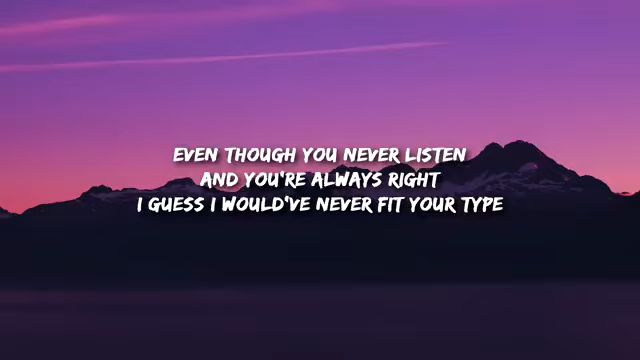 EVEN THOUGH YOU NEVER LISTEN
AND YOU'RE ALWAYS RIGHT
I GUESS I WOULD'VE NEVER FIT YOUR TYPE